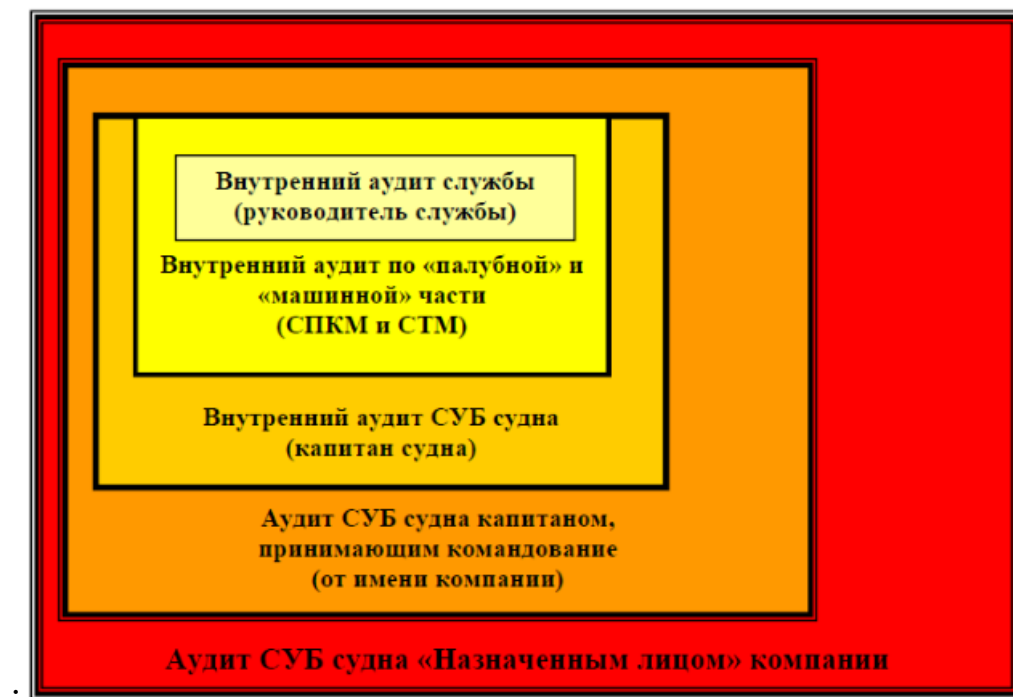 Внутренний аудит службы
(руководитель службы)
Внутренний аудит по «палубной» и
«машинной» части
(СПКМ и СТМ)
Внутренний аудит СУБ судна
(капитан судна)
Аудит СУБ судна капитаном,
принимающим командование
(от имени компании)
Аудит СУБ судна «Назначенным лицом» компании
.